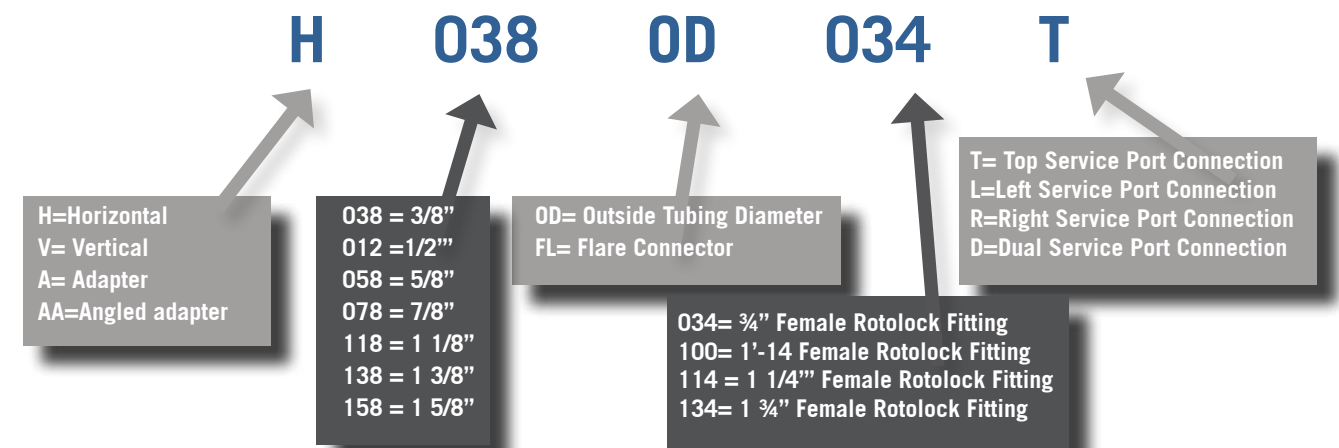 H 038 OD 034 T
H=Horizontal
V= Vertical
A= Adapter
AA=Angled adapter
038 = 3/8”
012 =1/2”’
058 = 5/8”
078 = 7/8”
118 = 1 1/8”
138 = 1 3/8”
158 = 1 5/8”
OD= Outside Tubing Diameter
FL= Flare Connector
034= ¾” Female Rotolock Fitting
100= 1’-14 Female Rotolock Fitting
114 = 1 1/4”’ Female Rotolock Fitting
134= 1 ¾” Female Rotolock Fitting
T= Top Service Port Connection
L=Left Service Port Connection
R=Right Service Port Connection
D=Dual Service Port Connection